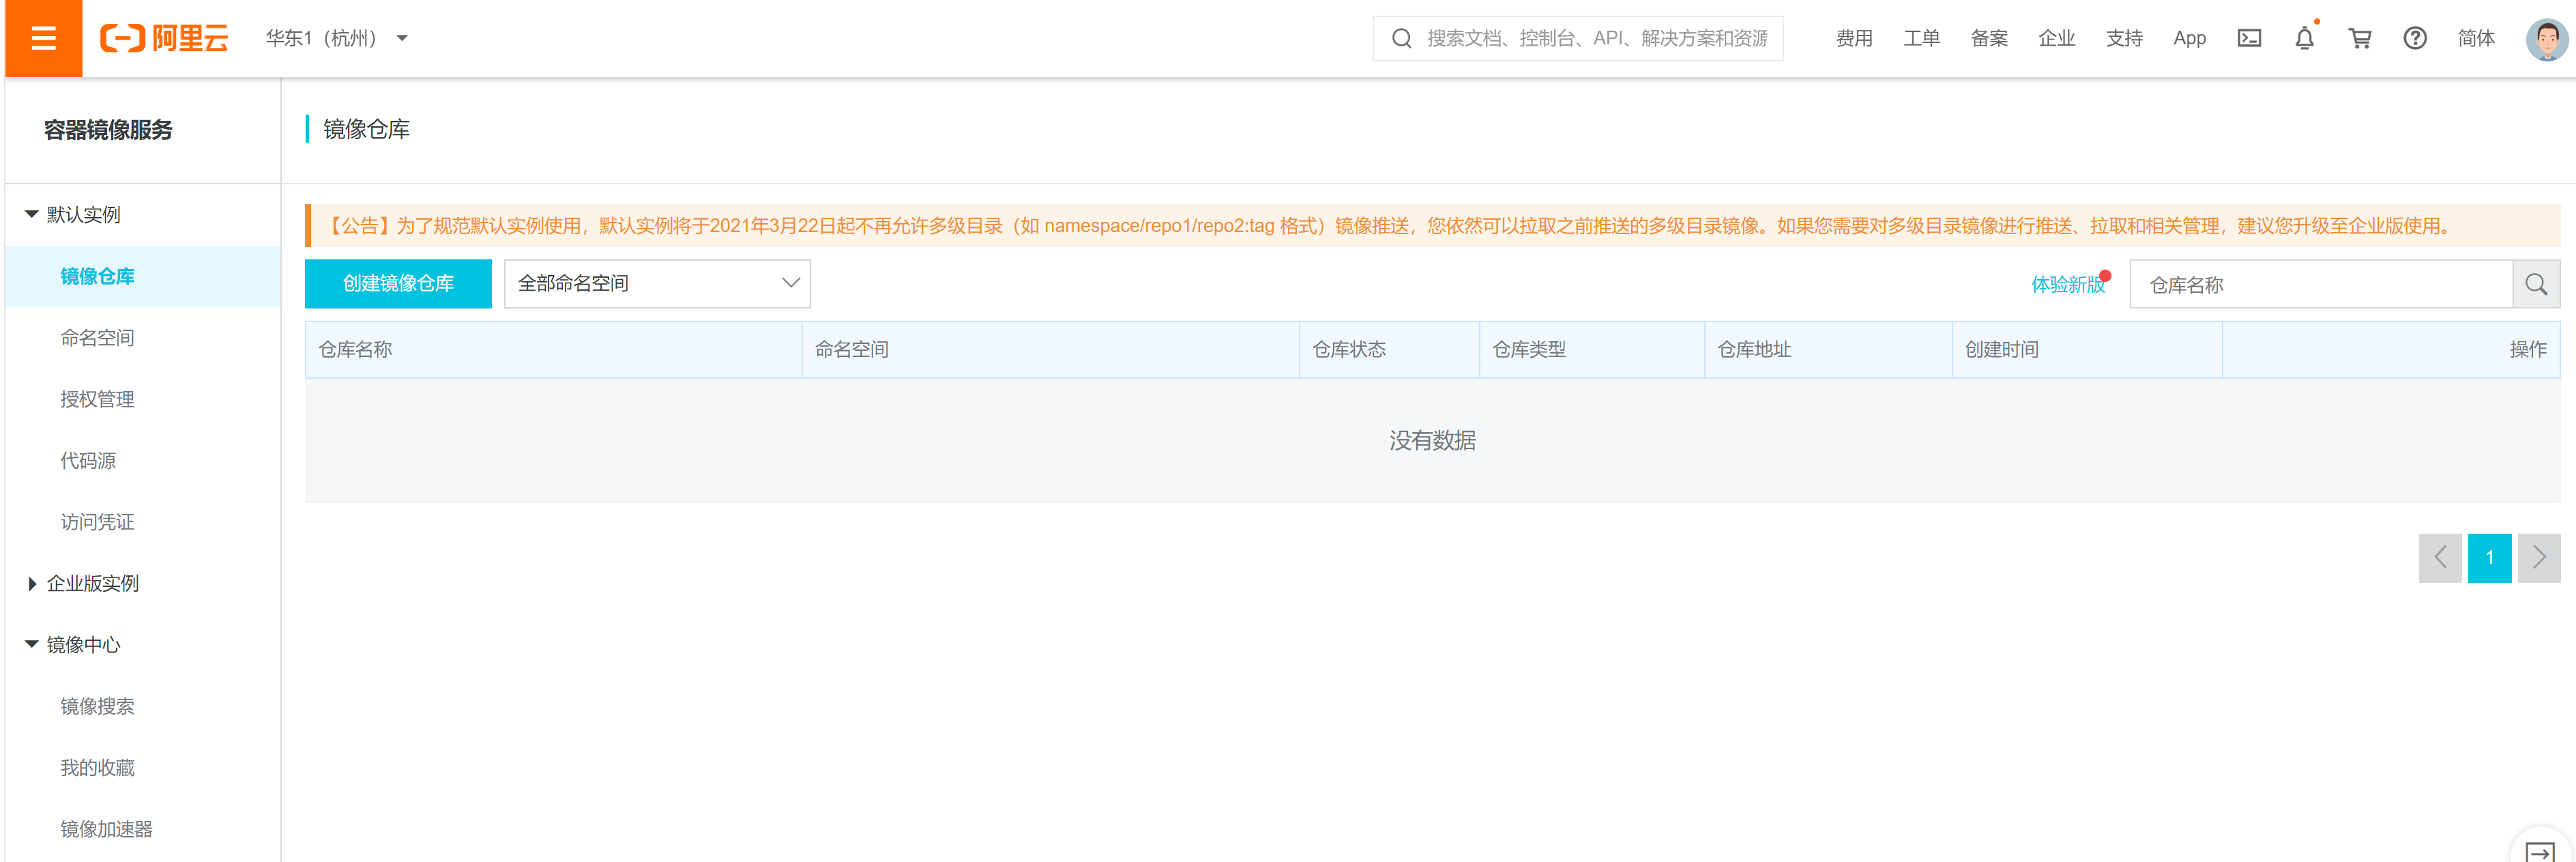 阿里云
华东1（杭州）
搜索文档、控制台、API、解决方案和资源
费用 工单 备案 企业 支持 App 简体
容器镜像服务
镜像仓库
默认实例
镜像仓库
命名空间
授权管理
代码源
访问凭证
企业版实例
镜像中心
镜像搜索
我的收藏
镜像加速器
【公告】为了规范默认实例使用，默认实例将于2021年3月22日起不再允许多级目录（如 namespace/repo1/repo2:tag 格式）镜像推送，您依然可以拉取之前推送的多级目录镜像。如果您需要对多级目录镜像进行推送、拉取和相关管理，建议您升级至企业版使用。
创建镜像仓库 全部命名空间 体验新版 仓库名称
仓库名称 命名空间 仓库状态 仓库类型 仓库地址 创建时间 操作
没有数据
1